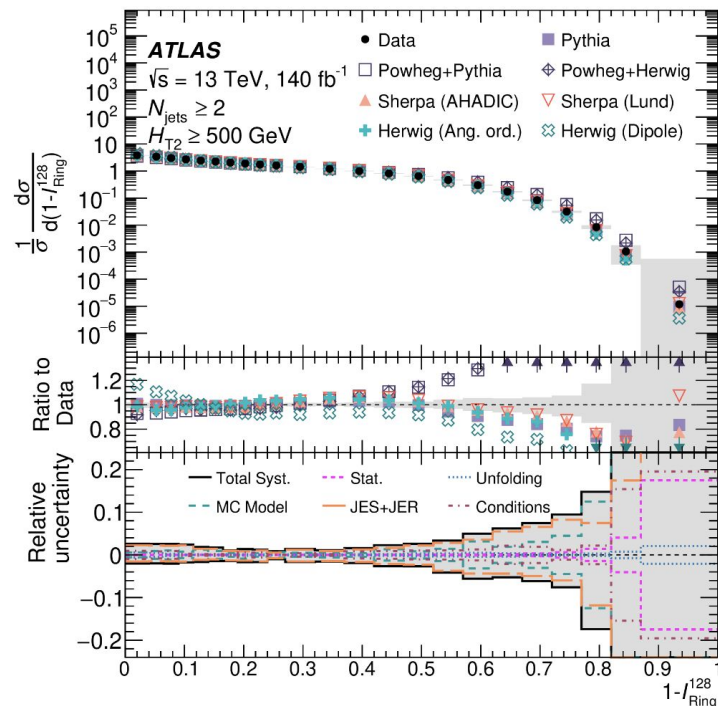 ATLAS
√s = 13 TeV, 140 fb⁻¹
N_jets ≥ 2
H_T2 ≥ 500 GeV
Data
Pythia
Powheg+Pythia
Powheg+Herwig
Sherpa (AHADIC)
Sherpa (Lund)
Herwig (Ang. ord.)
Herwig (Dipole)
1/σ dσ/d(1-I_Ring^128)
10⁵
10⁴
10³
10²
10
1
10⁻¹
10⁻²
10⁻³
10⁻⁴
10⁻⁵
10⁻⁶
Ratio to
Data
1.2
1
0.8
Relative
uncertainty
0.2
0.1
0
−0.1
−0.2
Total Syst.
Stat.
Unfolding
MC Model
JES+JER
Conditions
0 0.1 0.2 0.3 0.4 0.5 0.6 0.7 0.8 0.9 1
1-I_Ring^128